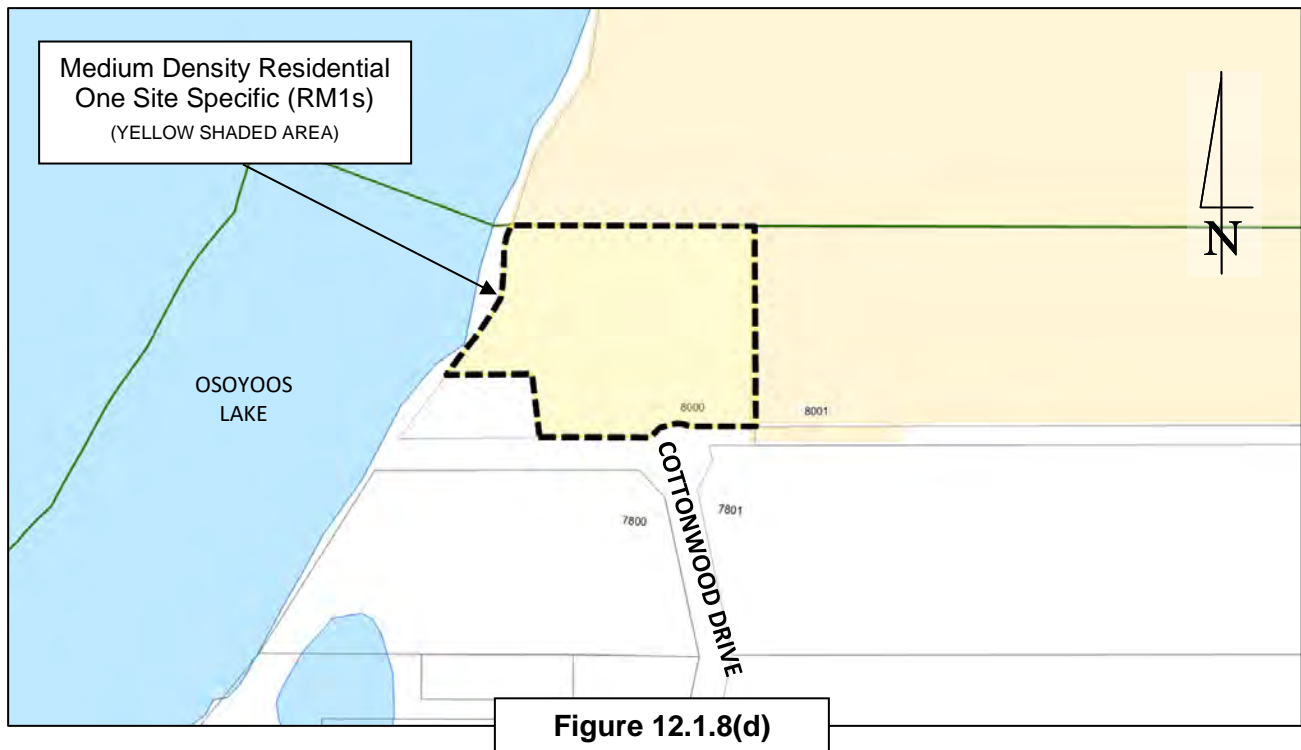 Medium Density Residential
One Site Specific (RM1s)
(YELLOW SHADED AREA)
N
OSOYOOS
LAKE
8000
8001
7800
7801
COTTONWOOD DRIVE
Figure 12.1.8(d)